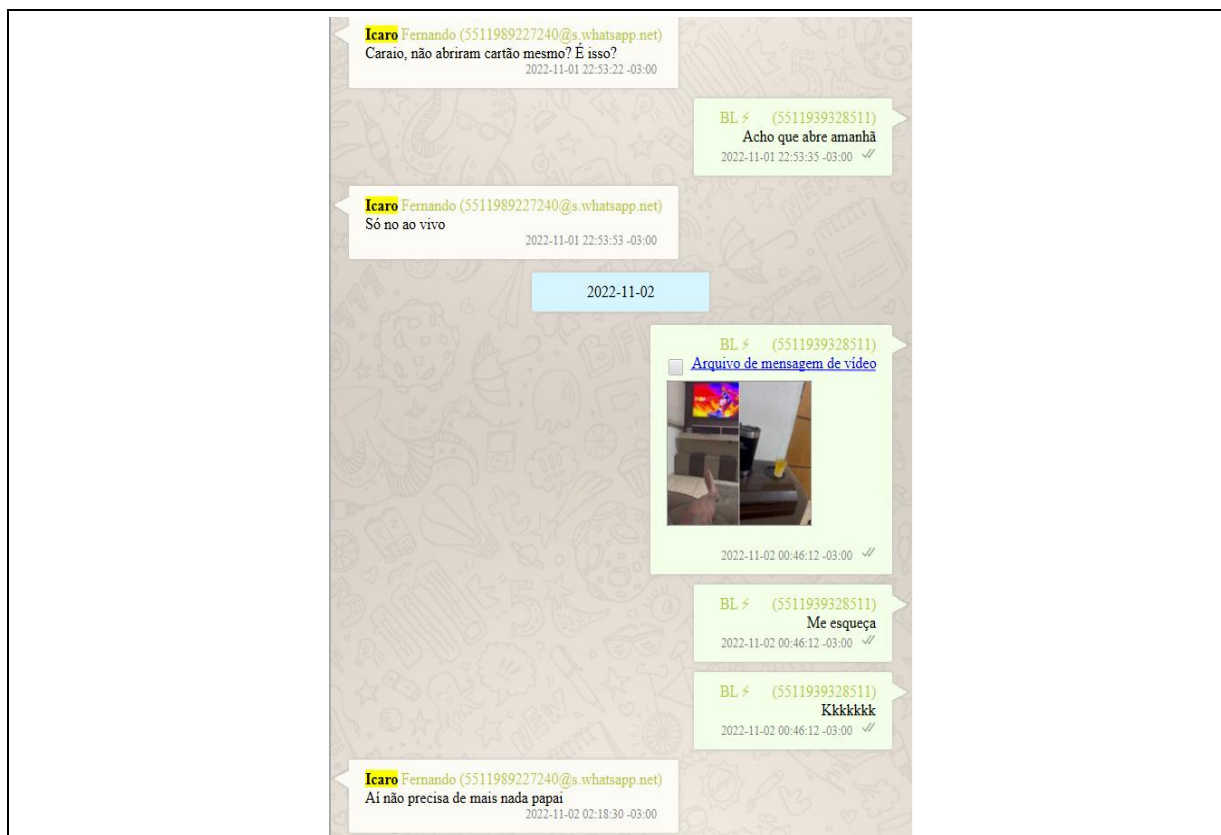 Icaro Fernando (5511989227240@s.whatsapp.net)
Caraio, não abriram cartão mesmo? É isso?
2022-11-01 22:53:22 -03:00
BL⚡ (5511939328511)
Acho que abre amanhã
2022-11-01 22:53:35 -03:00
Icaro Fernando (5511989227240@s.whatsapp.net)
Só no ao vivo
2022-11-01 22:53:53 -03:00
2022-11-02
BL⚡ (5511939328511)
Arquivo de mensagem de vídeo
2022-11-02 00:46:12 -03:00
BL⚡ (5511939328511)
Me esqueça
2022-11-02 00:46:12 -03:00
BL⚡ (5511939328511)
Kkkkkkk
2022-11-02 00:46:12 -03:00
Icaro Fernando (5511989227240@s.whatsapp.net)
Aí não precisa de mais nada papai
2022-11-02 02:18:30 -03:00